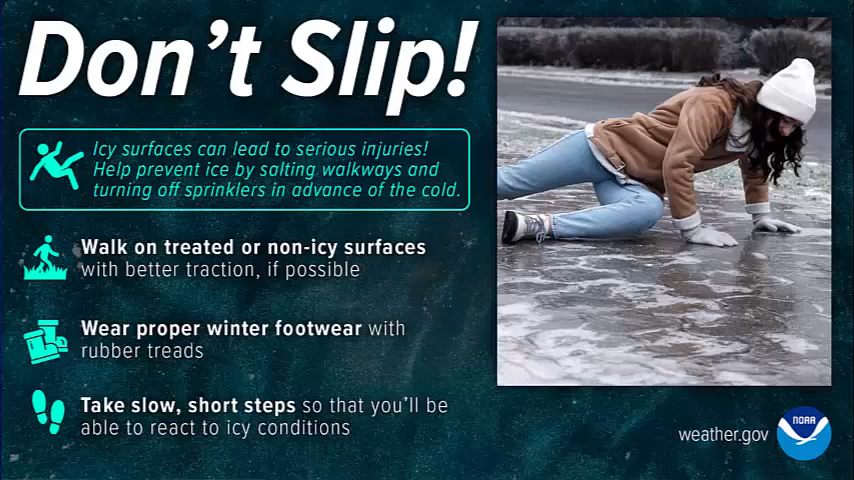 Don't Slip!
Icy surfaces can lead to serious injuries!
Help prevent ice by salting walkways and
turning off sprinklers in advance of the cold.
Walk on treated or non-icy surfaces
with better traction, if possible
Wear proper winter footwear with
rubber treads
Take slow, short steps so that you'll be
able to react to icy conditions
weather.gov
NOAA